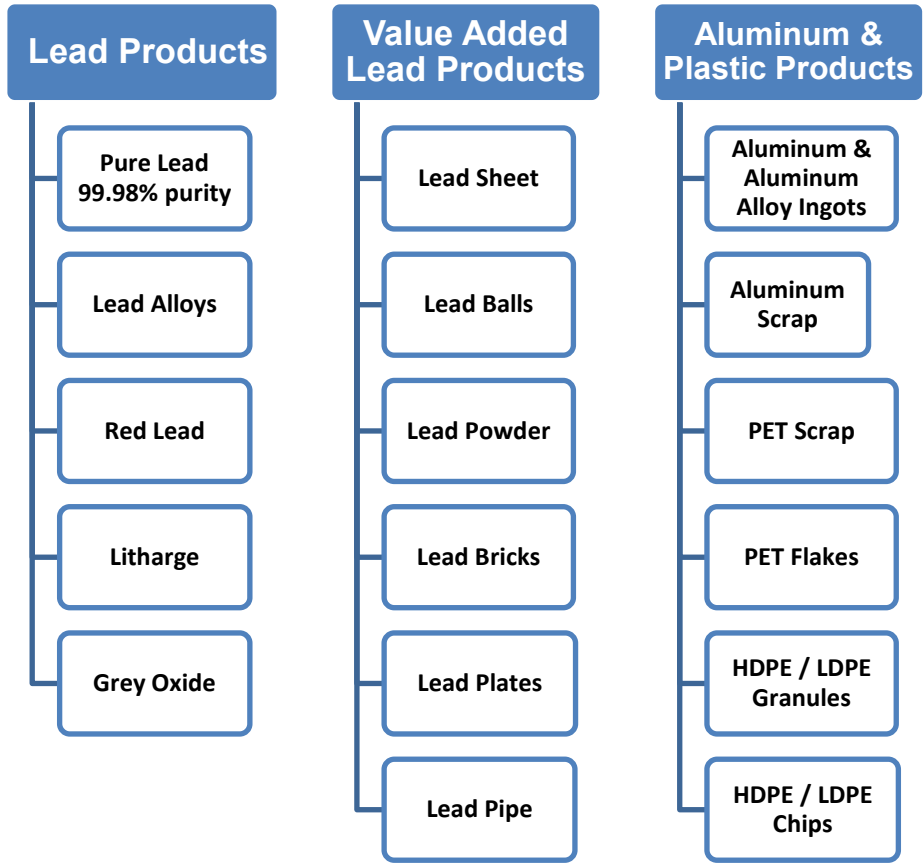 Lead Products
Pure Lead
99.98% purity
Lead Alloys
Red Lead
Litharge
Grey Oxide
Value Added
Lead Products
Lead Sheet
Lead Balls
Lead Powder
Lead Bricks
Lead Plates
Lead Pipe
Aluminum &
Plastic Products
Aluminum &
Aluminum
Alloy Ingots
Aluminum
Scrap
PET Scrap
PET Flakes
HDPE / LDPE
Granules
HDPE / LDPE
Chips